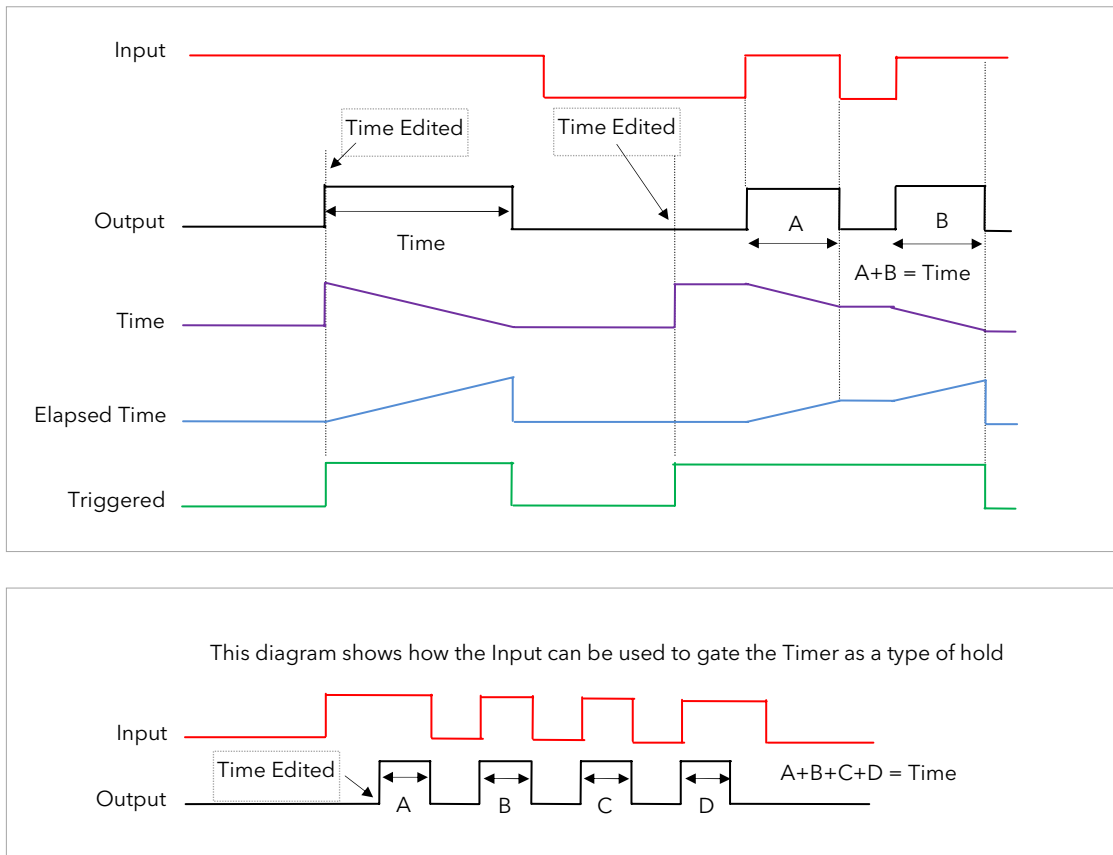 Input
Time Edited
Time Edited
Output
Time
A
B
A+B = Time
Time
Elapsed Time
Triggered
This diagram shows how the Input can be used to gate the Timer as a type of hold
Input
Time Edited
A+B+C+D = Time
Output
A
B
C
D